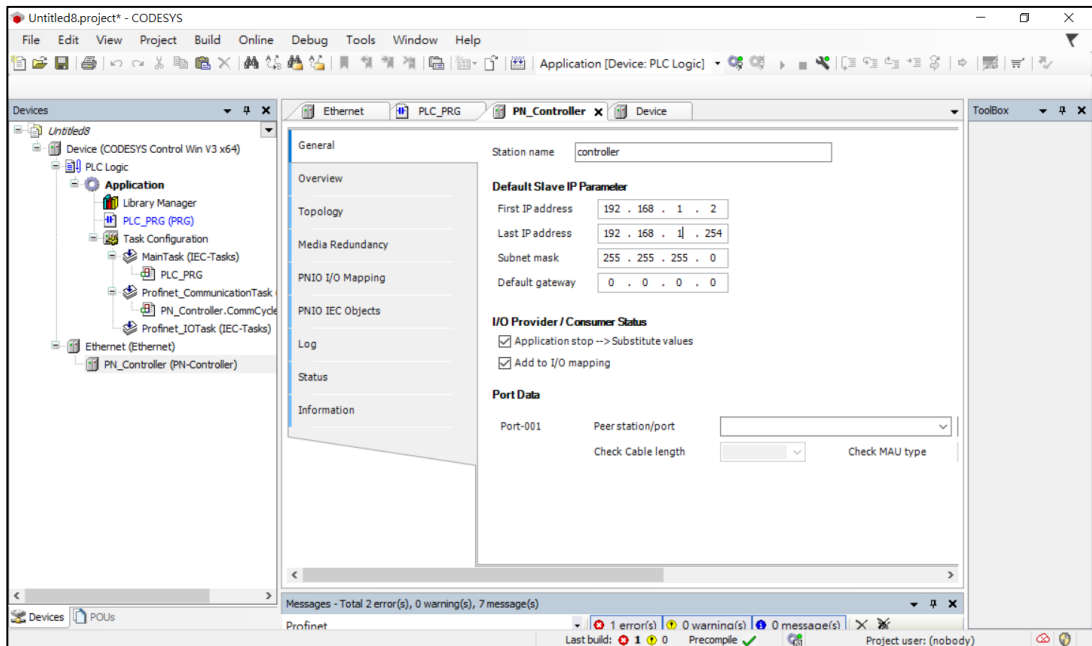 Untitled8.project* - CODESYS
File Edit View Project Build Online Debug Tools Window Help
Application [Device: PLC Logic]
Devices
Untitled8
Device (CODESYS Control Win V3 x64)
PLC Logic
Application
Library Manager
PLC_PRG (PRG)
Task Configuration
MainTask (IEC-Tasks)
PLC_PRG
Profinet_CommunicationTask (
PN_Controller.CommCycle
Profinet_IOTask (IEC-Tasks)
Ethernet (Ethernet)
PN_Controller (PN-Controller)
Devices POUs
Ethernet PLC_PRG PN_Controller Device
General
Overview
Topology
Media Redundancy
PNIO I/O Mapping
PNIO IEC Objects
Log
Status
Information
Station name controller
Default Slave IP Parameter
First IP address 192 . 168 . 1 . 2
Last IP address 192 . 168 . 1 . 254
Subnet mask 255 . 255 . 255 . 0
Default gateway 0 . 0 . 0 . 0
I/O Provider / Consumer Status
Application stop --> Substitute values
Add to I/O mapping
Port Data
Port-001 Peer station/port
Check Cable length Check MAU type
ToolBox
Messages - Total 2 error(s), 0 warning(s), 7 message(s)
Profinet 1 error(s) 0 warning(s) 0 message(s)
Last build: 1 0 Precompile Project user: (nobody)